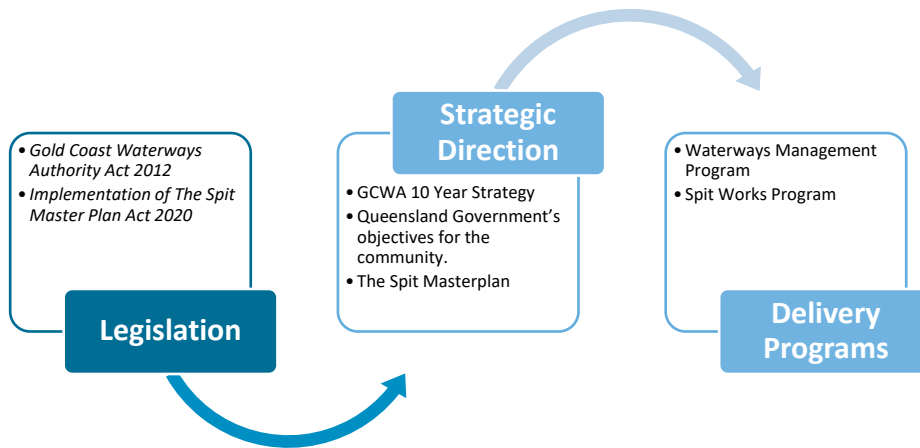 • Gold Coast Waterways
Authority Act 2012
• Implementation of The Spit
Master Plan Act 2020
Legislation
Strategic
Direction
• GCWA 10 Year Strategy
• Queensland Government’s
objectives for the
community.
• The Spit Masterplan
• Waterways Management
Program
• Spit Works Program
Delivery
Programs